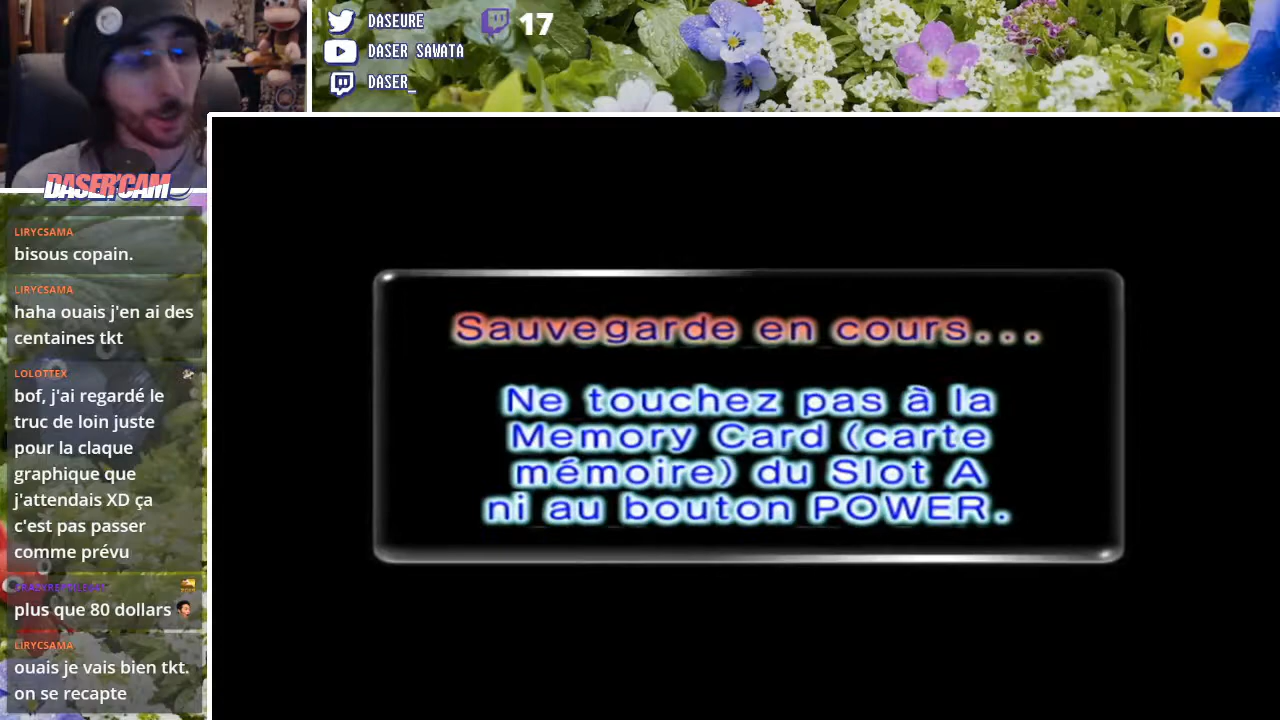 DASEURE
17
DASER SAWATA
DASER_
DASER'CAM
LIRYCSAMA
bisous copain.
LIRYCSAMA
haha ouais j'en ai des
centaines tkt
LOLOTTEX
bof, j'ai regardé le
truc de loin juste
pour la claque
graphique que
j'attendais XD ça
c'est pas passer
comme prévu
plus que 80 dollars
LIRYCSAMA
ouais je vais bien tkt.
on se recapte
Sauvegarde en cours...
Ne touchez pas à la
Memory Card (carte
mémoire) du Slot A
ni au bouton POWER.